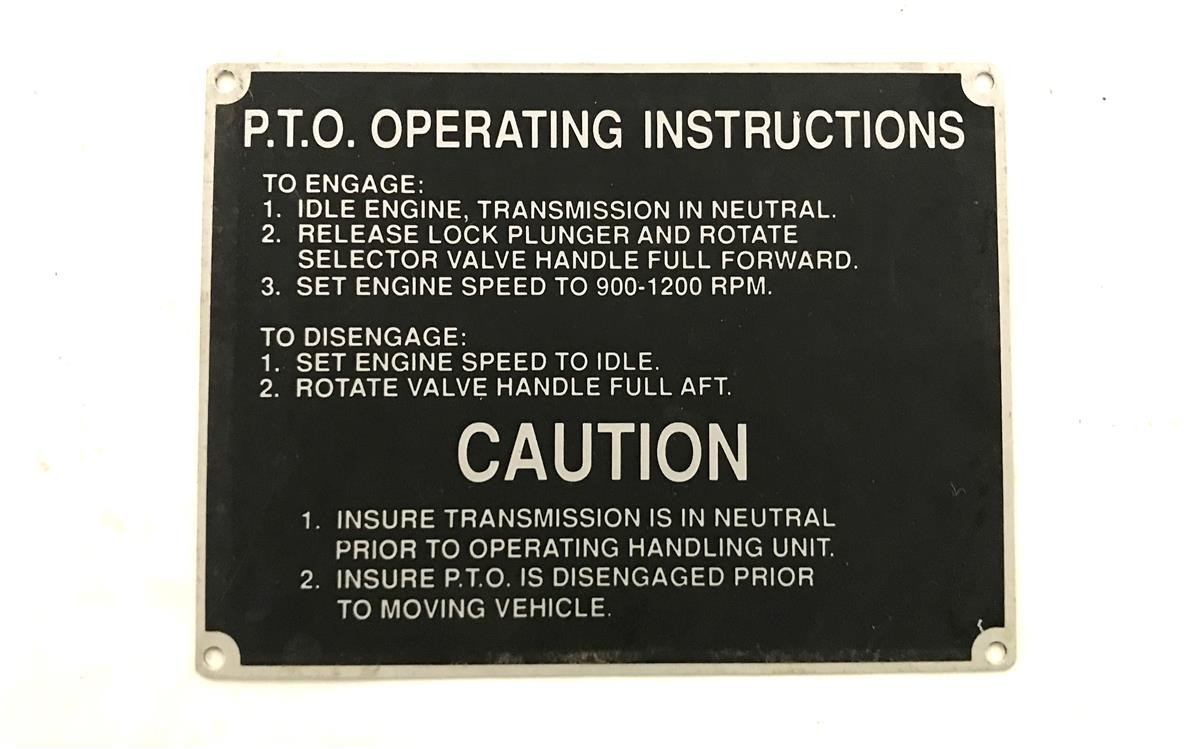 P.T.O. OPERATING INSTRUCTIONS
TO ENGAGE:
1. IDLE ENGINE, TRANSMISSION IN NEUTRAL.
2. RELEASE LOCK PLUNGER AND ROTATE
SELECTOR VALVE HANDLE FULL FORWARD.
3. SET ENGINE SPEED TO 900-1200 RPM.
TO DISENGAGE:
1. SET ENGINE SPEED TO IDLE.
2. ROTATE VALVE HANDLE FULL AFT.
CAUTION
1. INSURE TRANSMISSION IS IN NEUTRAL
PRIOR TO OPERATING HANDLING UNIT.
2. INSURE P.T.O. IS DISENGAGED PRIOR
TO MOVING VEHICLE.